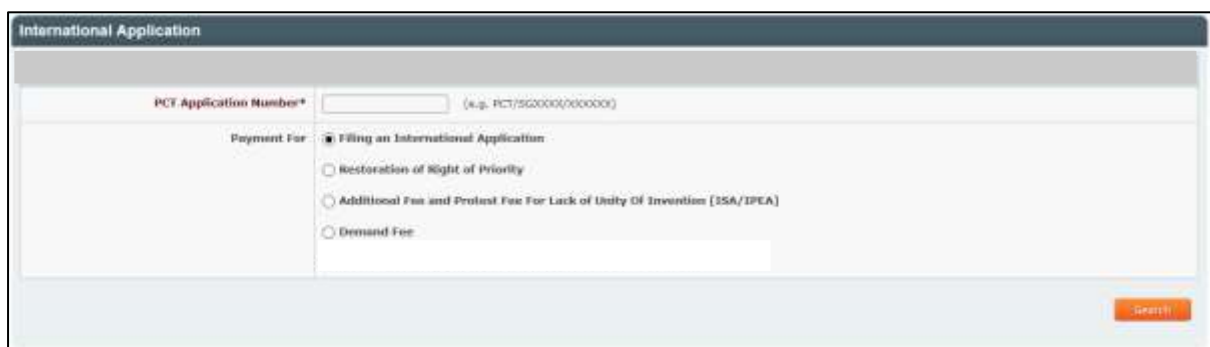 International Application
PCT Application Number* (e.g. PCT/SGXXXX/XXXXXX)
Payment For Filing an International Application
Restoration of Right of Priority
Additional Fee and Protest Fee For Lack of Unity Of Invention (ISA/IPEA)
Demand Fee
Search